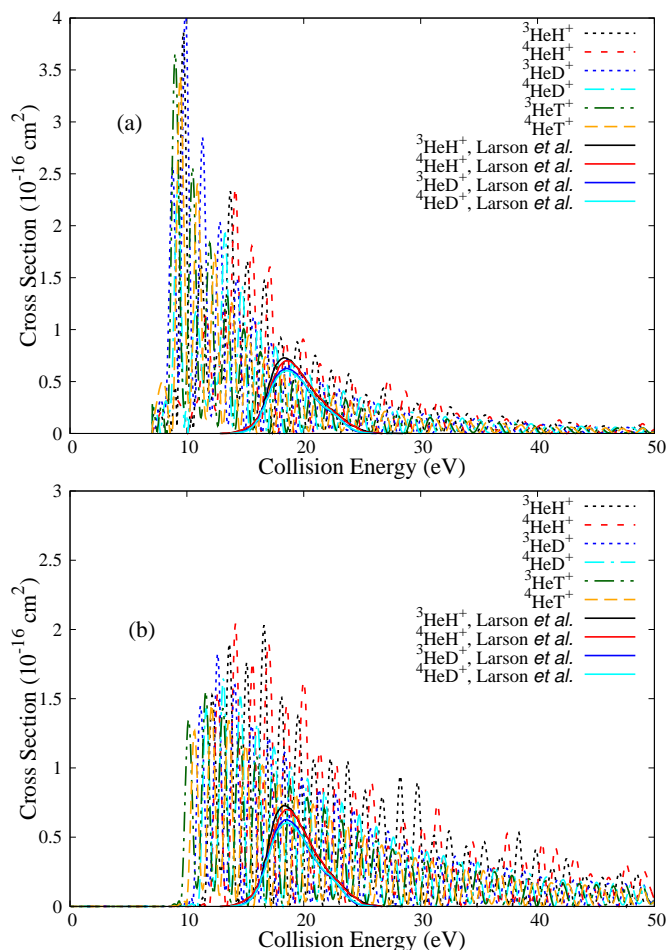 4
3.5
3
2.5
2
1.5
1
0.5
0
Cross Section (10⁻¹⁶ cm²)
(a)
³HeH⁺
⁴HeH⁺
³HeD⁺
⁴HeD⁺
³HeT⁺
⁴HeT⁺
³HeH⁺, Larson et al.
⁴HeH⁺, Larson et al.
³HeD⁺, Larson et al.
⁴HeD⁺, Larson et al.
0 10 20 30 40 50
Collision Energy (eV)
3
2.5
2
1.5
1
0.5
0
Cross Section (10⁻¹⁶ cm²)
(b)
³HeH⁺
⁴HeH⁺
³HeD⁺
⁴HeD⁺
³HeT⁺
⁴HeT⁺
³HeH⁺, Larson et al.
⁴HeH⁺, Larson et al.
³HeD⁺, Larson et al.
⁴HeD⁺, Larson et al.
0 10 20 30 40 50
Collision Energy (eV)